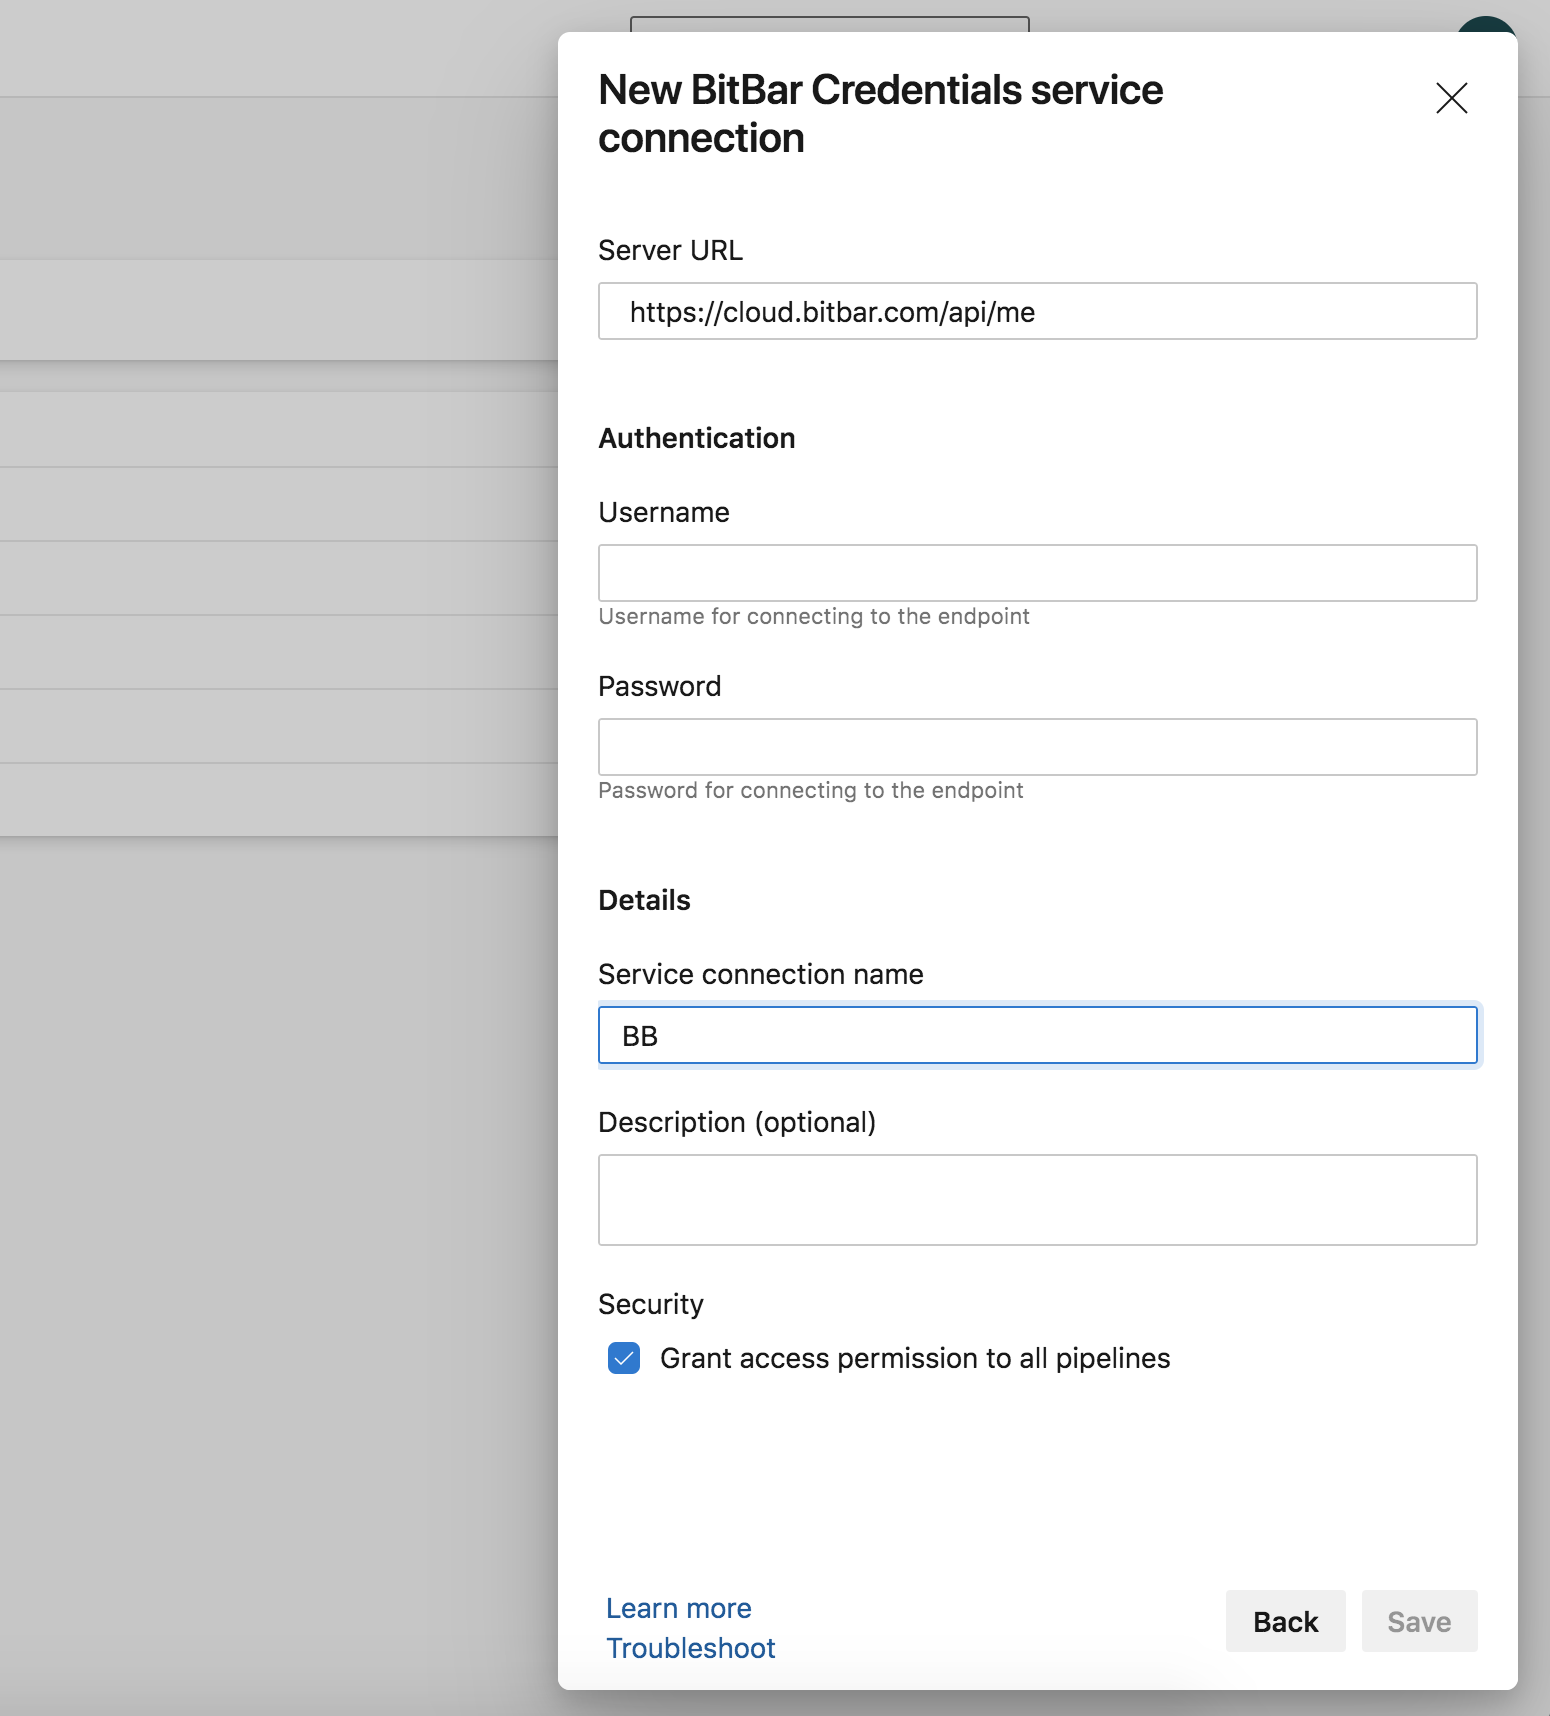 New BitBar Credentials service
connection
Server URL
https://cloud.bitbar.com/api/me
Authentication
Username
Username for connecting to the endpoint
Password
Password for connecting to the endpoint
Details
Service connection name
BB
Description (optional)
Security
Grant access permission to all pipelines
Learn more
Troubleshoot
Back
Save